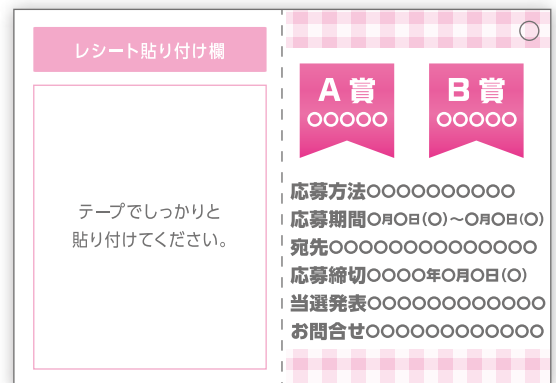 レシート貼り付け欄
テープでしっかりと
貼り付けてください。
A賞
○○○○○
B賞
○○○○○
応募方法○○○○○○○○○○
応募期間○月○日(○)～○月○日(○)
宛先○○○○○○○○○○○○○○
応募締切○○○○年○月○日(○)
当選発表○○○○○○○○○○○○
お問合せ○○○○○○○○○○○○